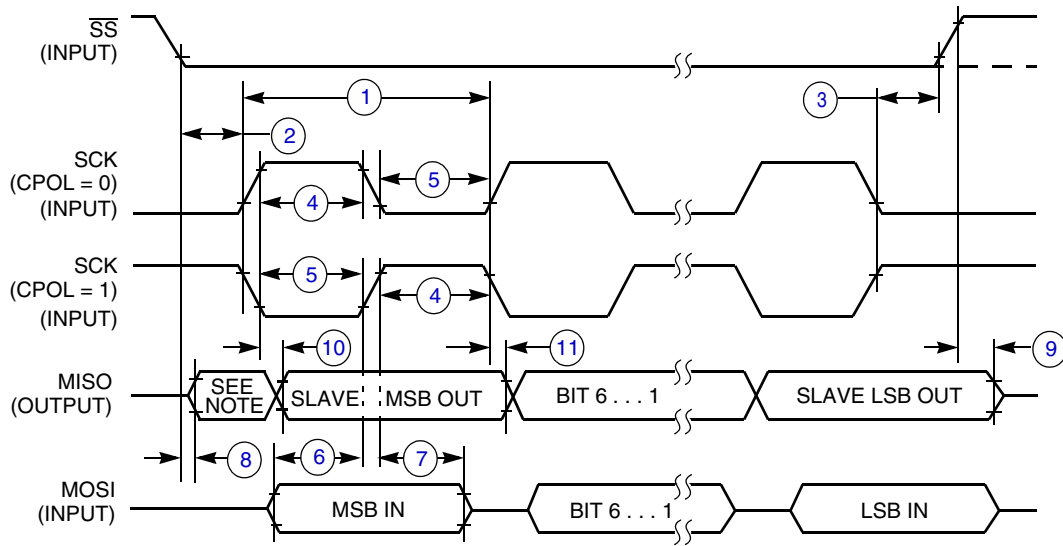 SS
(INPUT)
1
3
2
SCK
(CPOL = 0)
(INPUT)
5
4
SCK
(CPOL = 1)
(INPUT)
5
4
10
11
9
MISO
(OUTPUT)
SEE
NOTE
SLAVE
MSB OUT
BIT 6 . . . 1
SLAVE LSB OUT
8
6
7
MOSI
(INPUT)
MSB IN
BIT 6 . . . 1
LSB IN